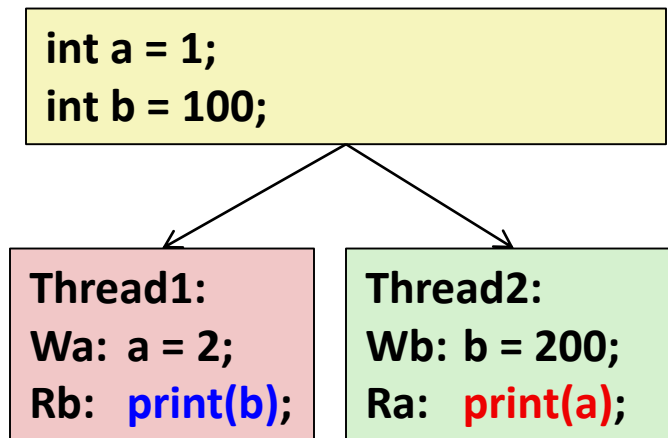 int a = 1;
int b = 100;
Thread1:
Wa: a = 2;
Rb: print(b);
Thread2:
Wb: b = 200;
Ra: print(a);